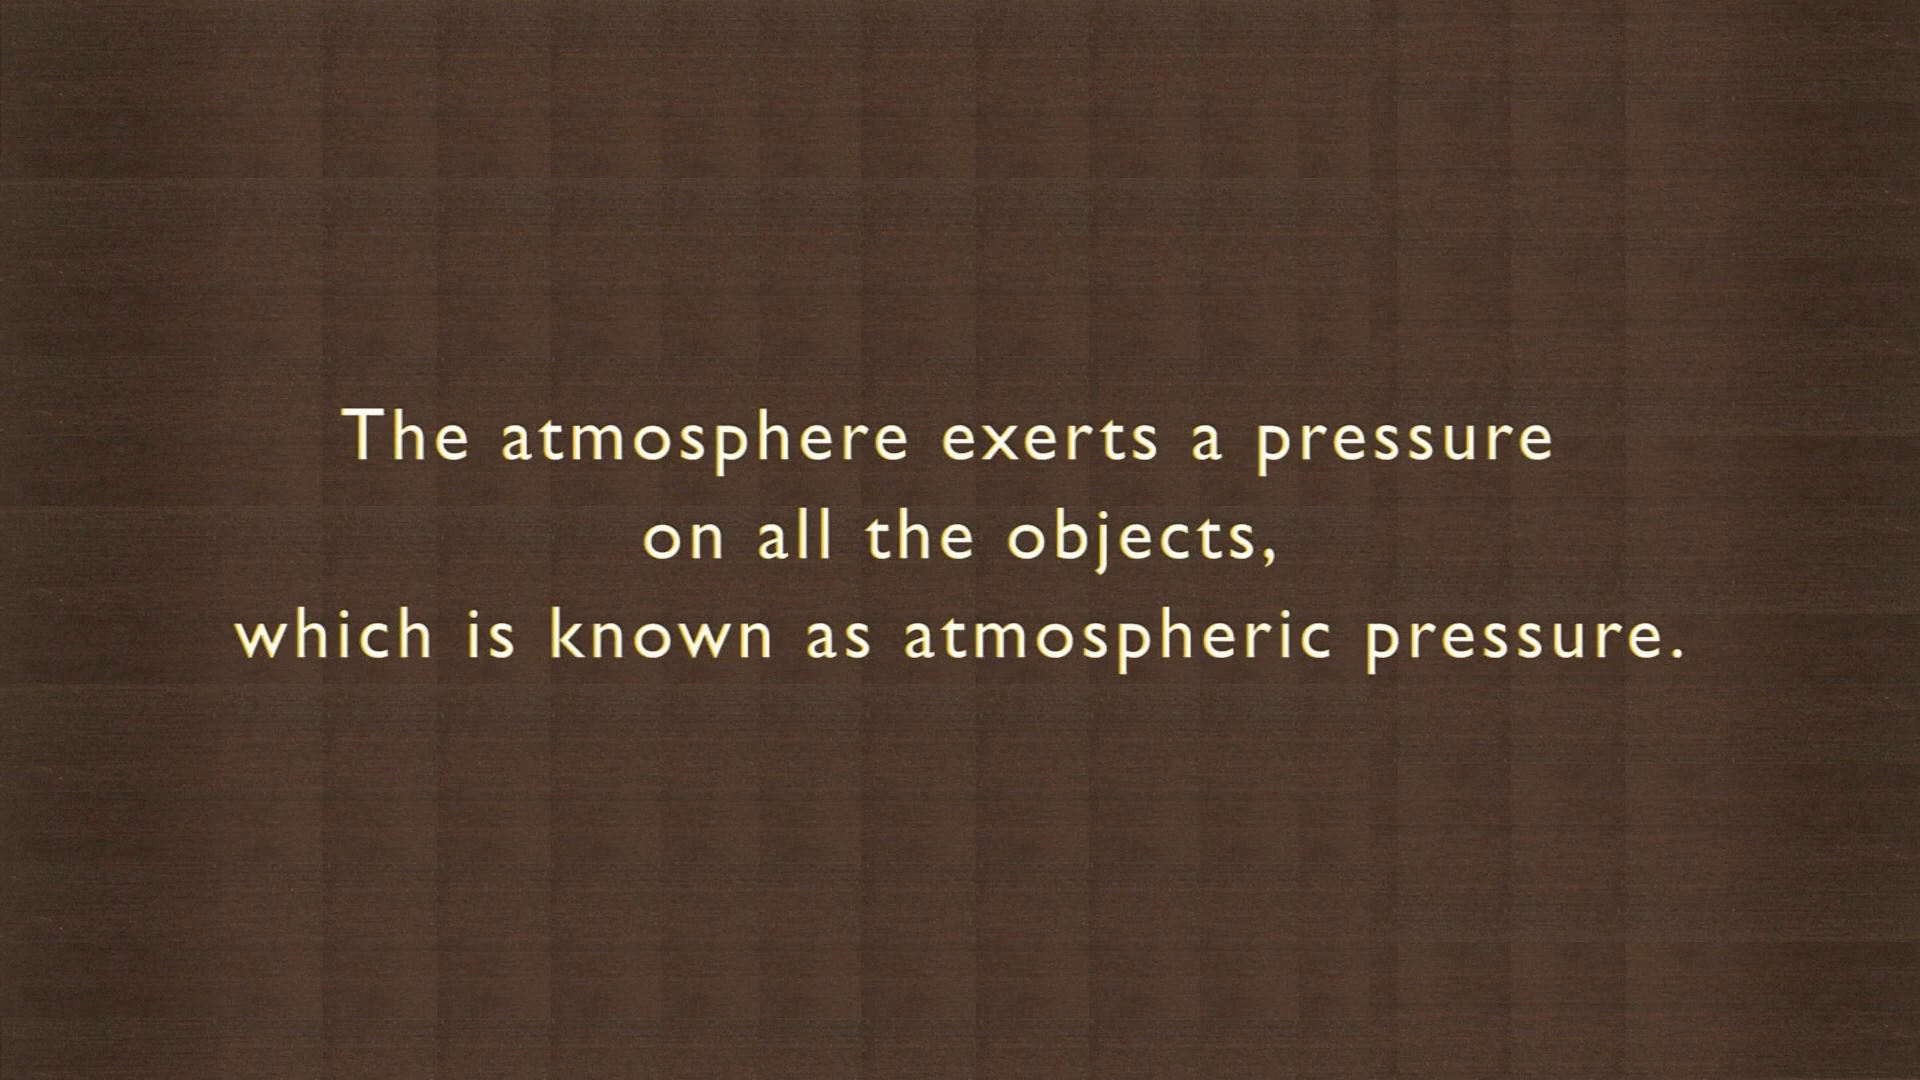 The atmosphere exerts a pressure
on all the objects,
which is known as atmospheric pressure.